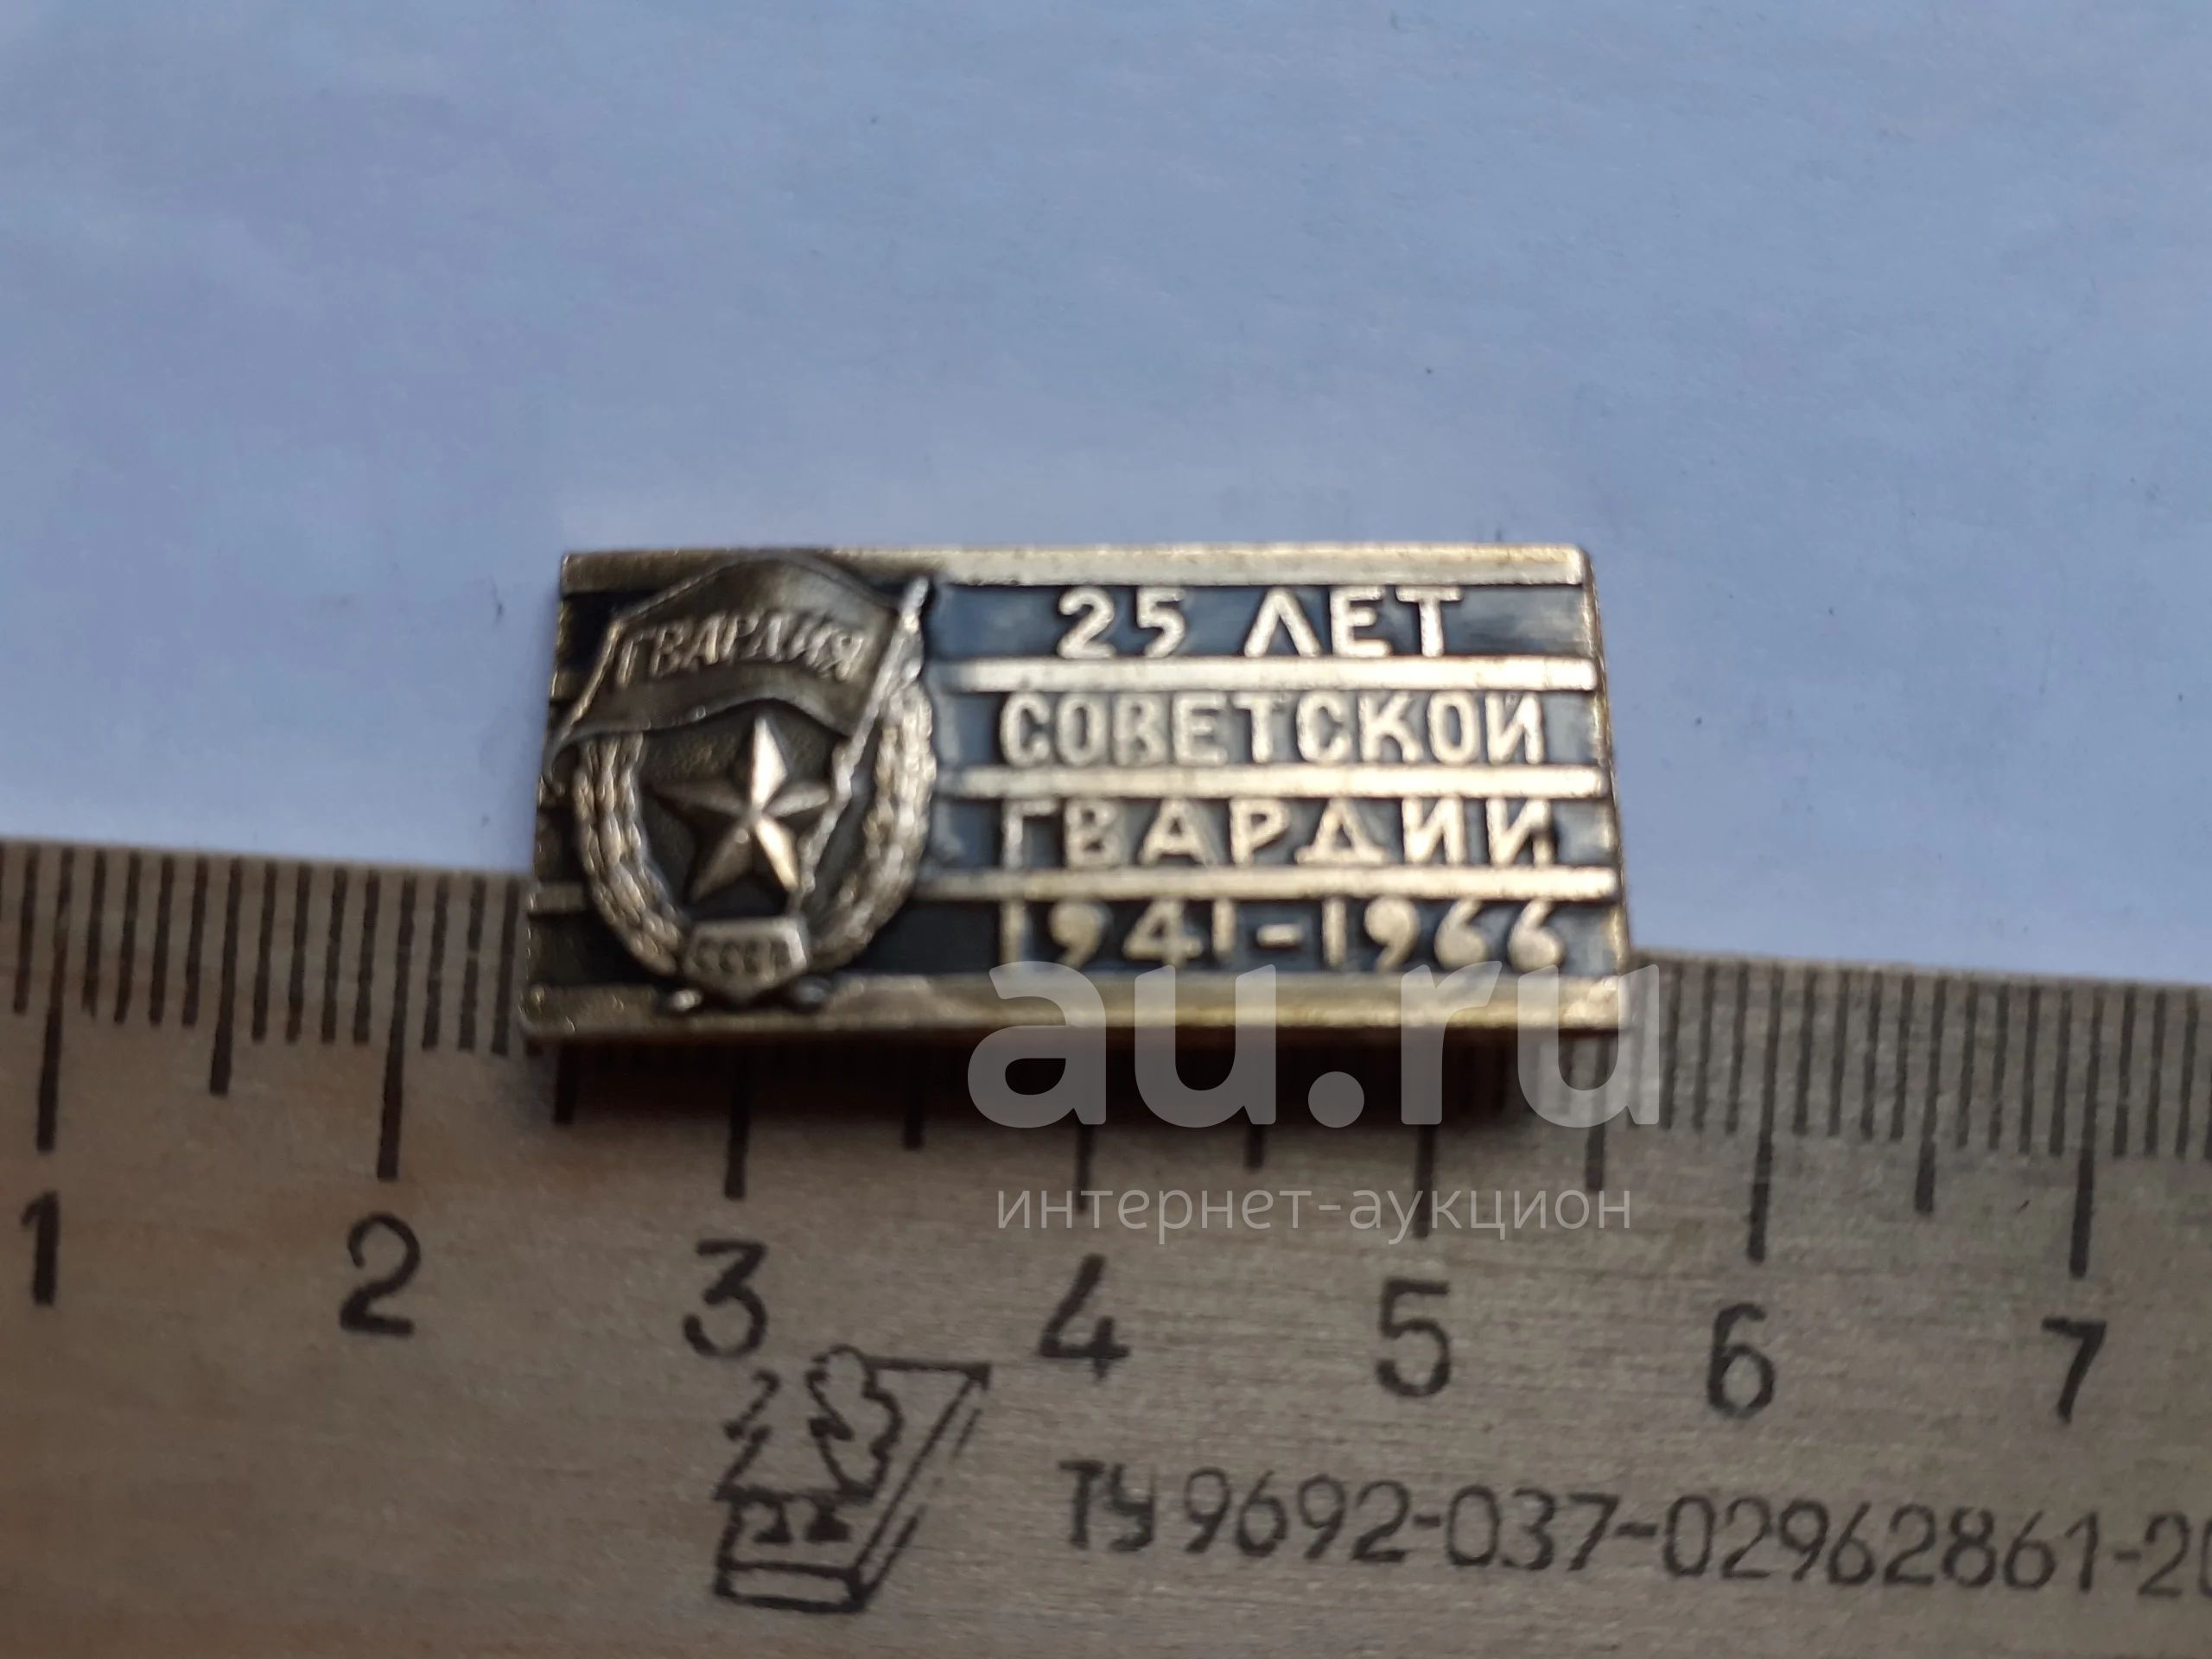 25 ЛЕТ
ГВАРДИЯ
СОВЕТСКОЙ
ГВАРДИИ
1941-1966
СССР
au.ru
интернет-аукцион
1 2 3 4 5 6 7
ТУ 9692-037-02962861-20